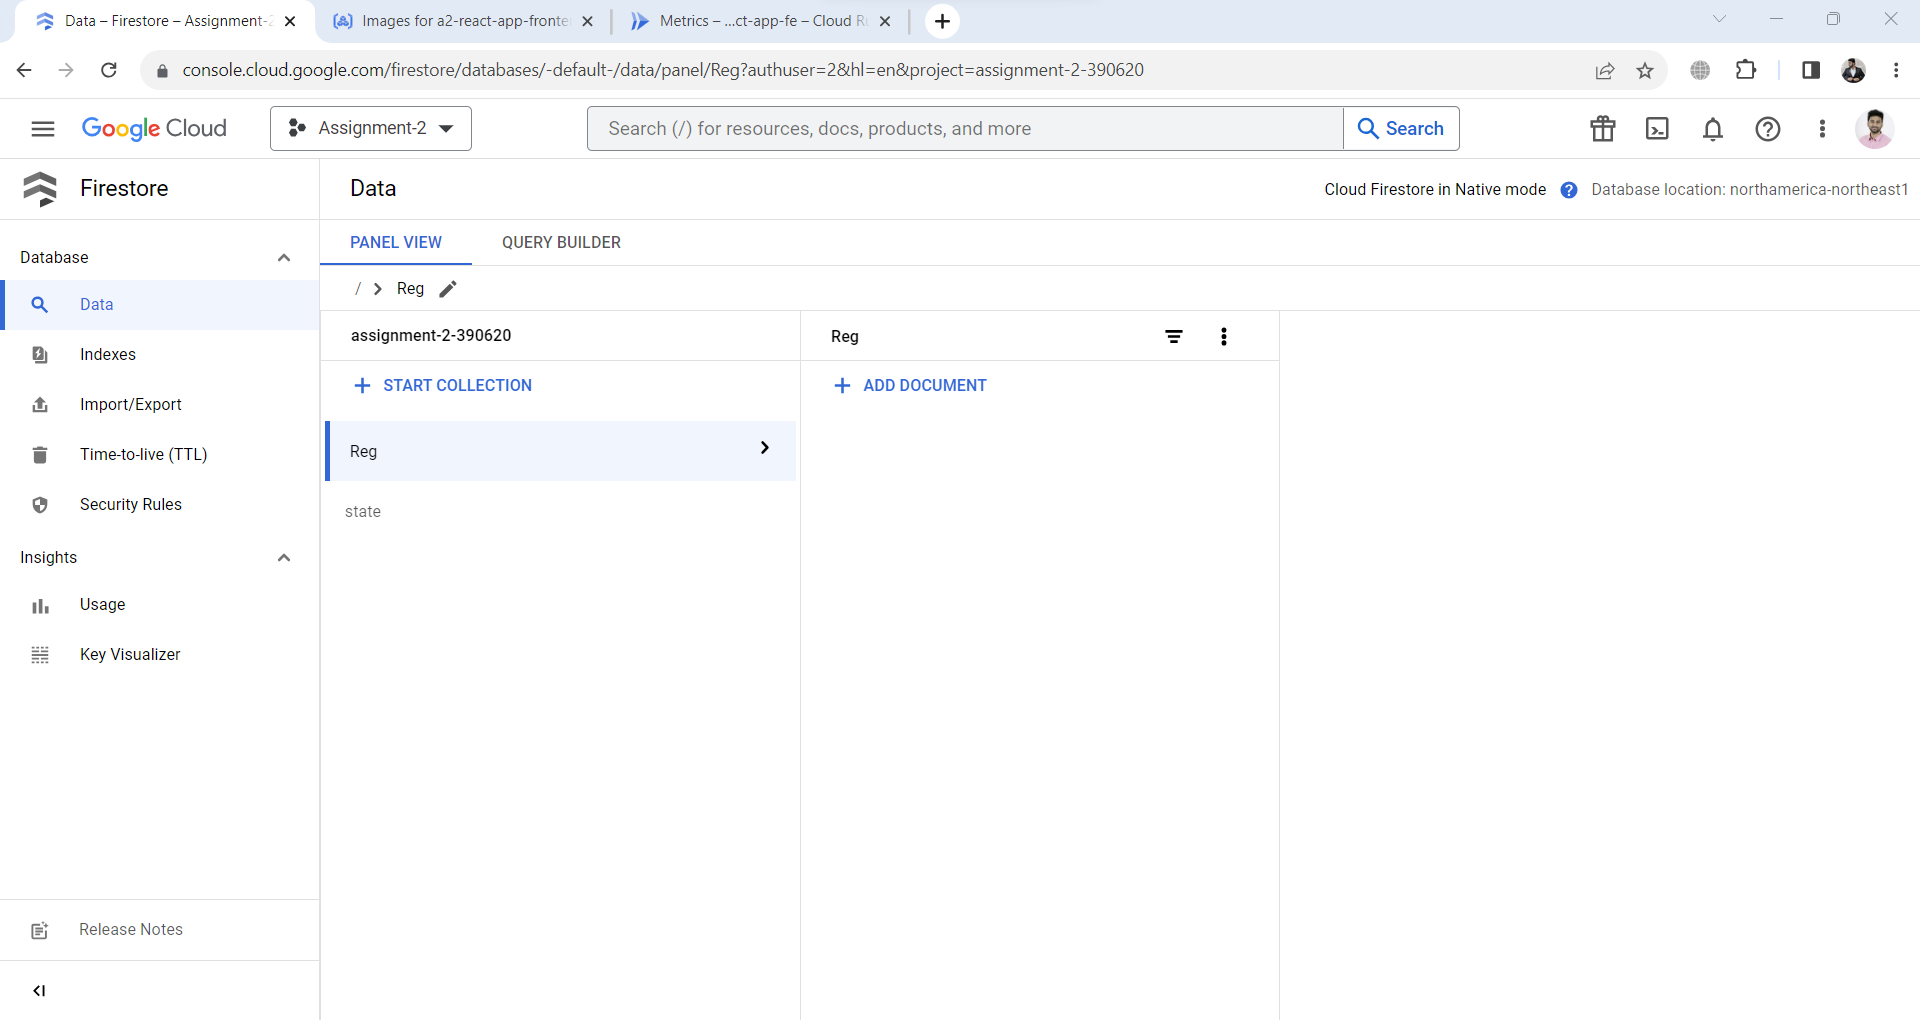 Data – Firestore – Assignment-2
Images for a2-react-app-fronte
Metrics – ...ct-app-fe – Cloud R
console.cloud.google.com/firestore/databases/-default-/data/panel/Reg?authuser=2&hl=en&project=assignment-2-390620
Google Cloud
Assignment-2
Search (/) for resources, docs, products, and more
Search
Firestore
Data
Cloud Firestore in Native mode
Database location: northamerica-northeast1
Database
PANEL VIEW
QUERY BUILDER
/ > Reg
Data
Indexes
Import/Export
Time-to-live (TTL)
Security Rules
Insights
Usage
Key Visualizer
Release Notes
assignment-2-390620
START COLLECTION
Reg
state
Reg
ADD DOCUMENT